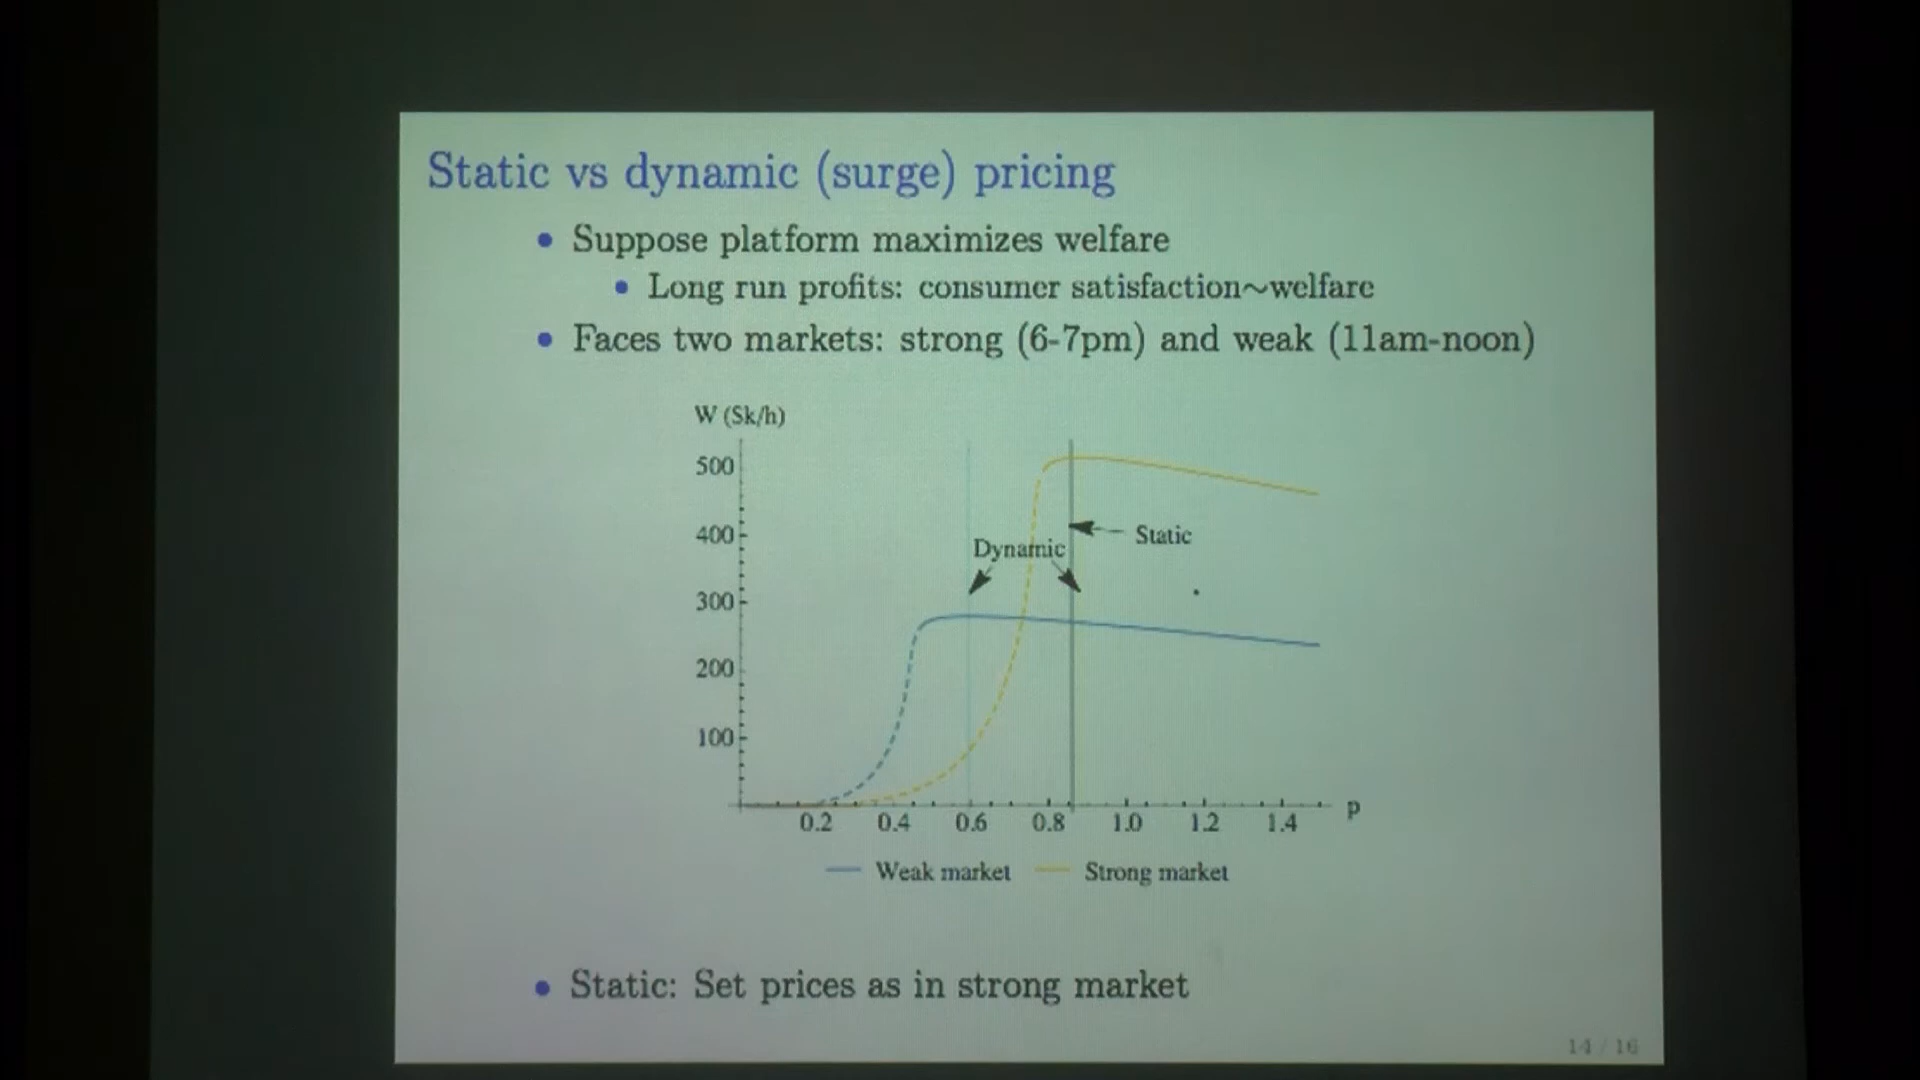 Static vs dynamic (surge) pricing
• Suppose platform maximizes welfare
• Long run profits: consumer satisfaction~welfare
• Faces two markets: strong (6-7pm) and weak (11am-noon)
W ($k/h)
500
400
300
200
100
Static
Dynamic
0.2 0.4 0.6 0.8 1.0 1.2 1.4 p
Weak market Strong market
• Static: Set prices as in strong market
14 / 16